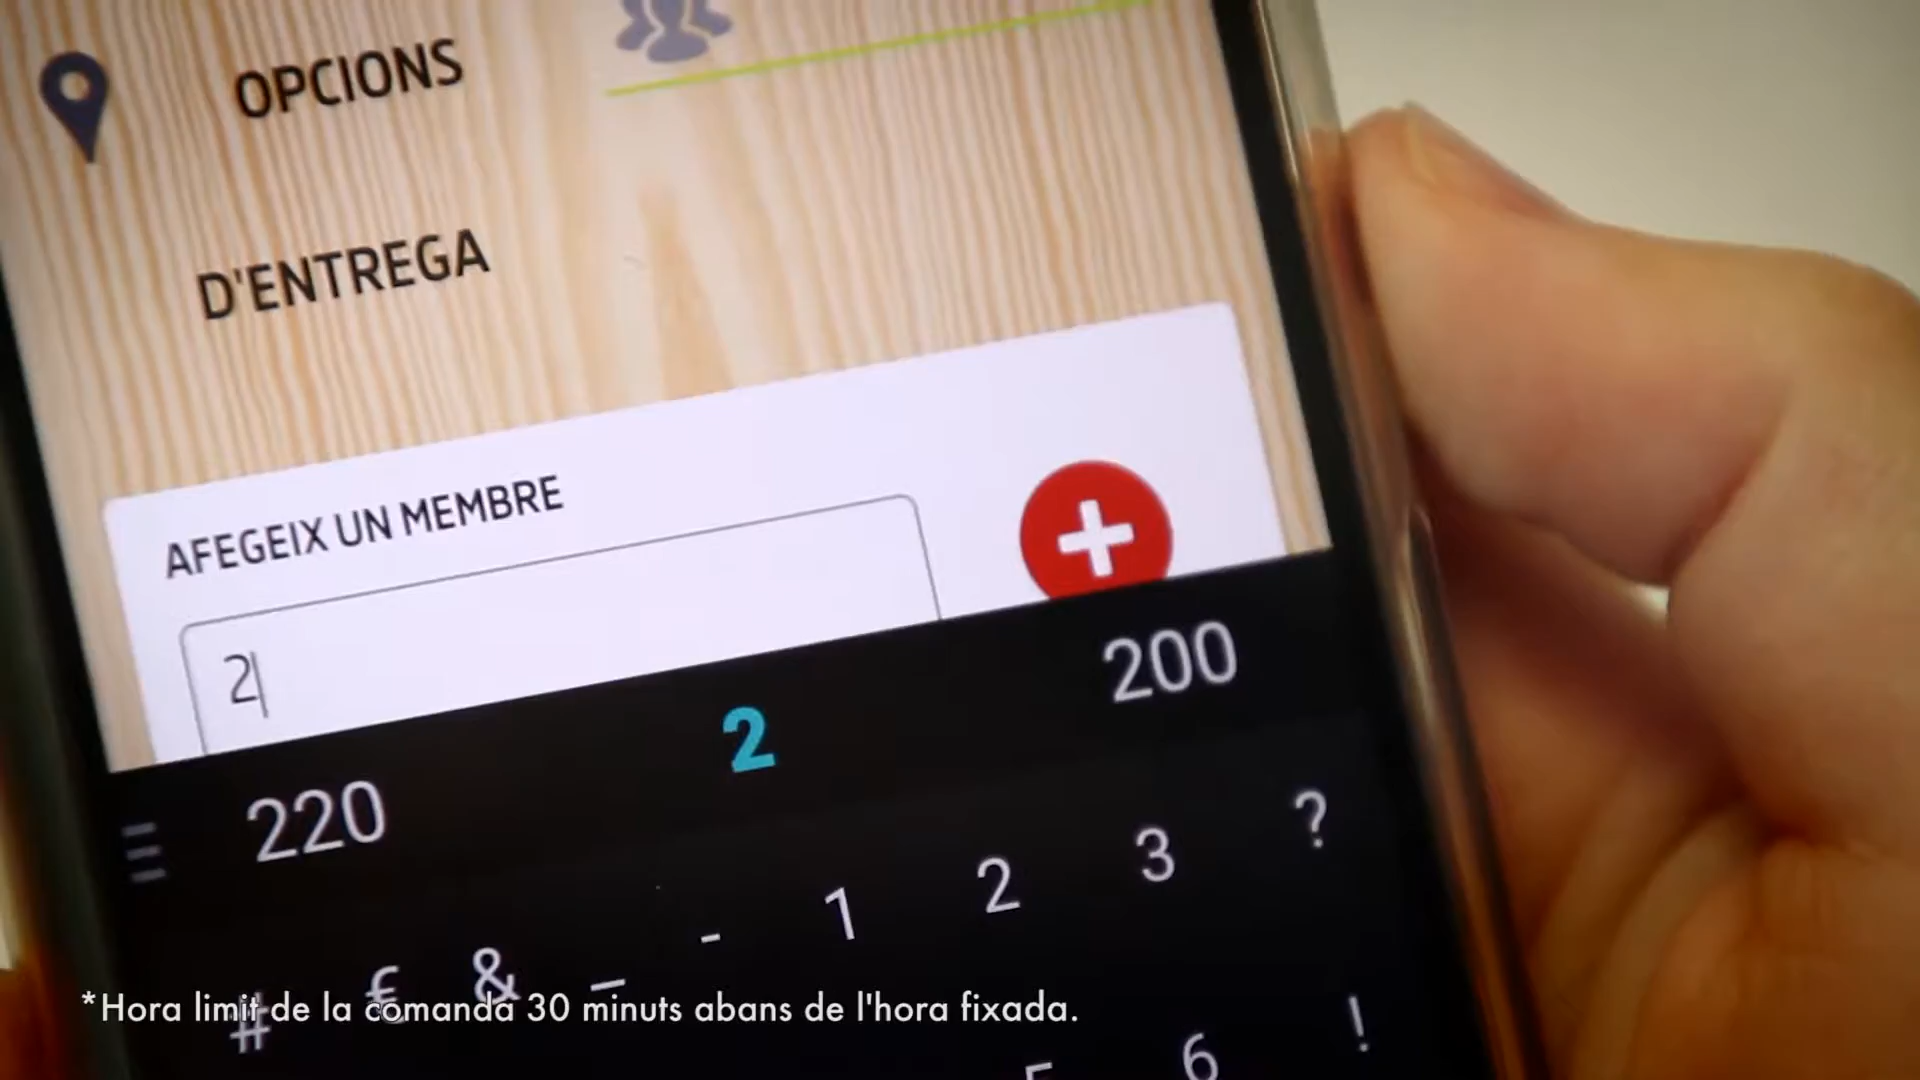 OPCIONS
D'ENTREGA
AFEGEIX UN MEMBRE
2
220 2 200
- 1 2 3 ?
# € & _
6 !
*Hora limit de la comanda 30 minuts abans de l'hora fixada.